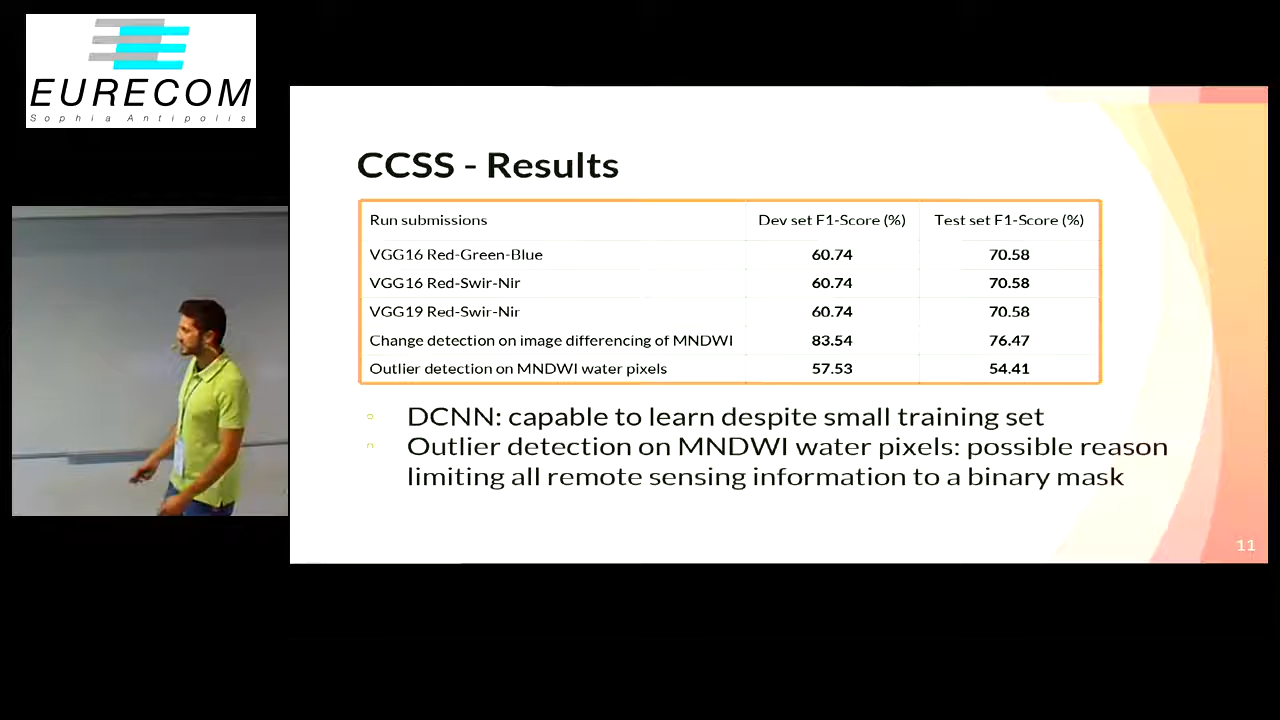 EURECOM
Sophia Antipolis
CCSS - Results
Run submissions Dev set F1-Score (%) Test set F1-Score (%)
VGG16 Red-Green-Blue 60.74 70.58
VGG16 Red-Swir-Nir 60.74 70.58
VGG19 Red-Swir-Nir 60.74 70.58
Change detection on image differencing of MNDWI 83.54 76.47
Outlier detection on MNDWI water pixels 57.53 54.41
DCNN: capable to learn despite small training set
Outlier detection on MNDWI water pixels: possible reason
limiting all remote sensing information to a binary mask
11